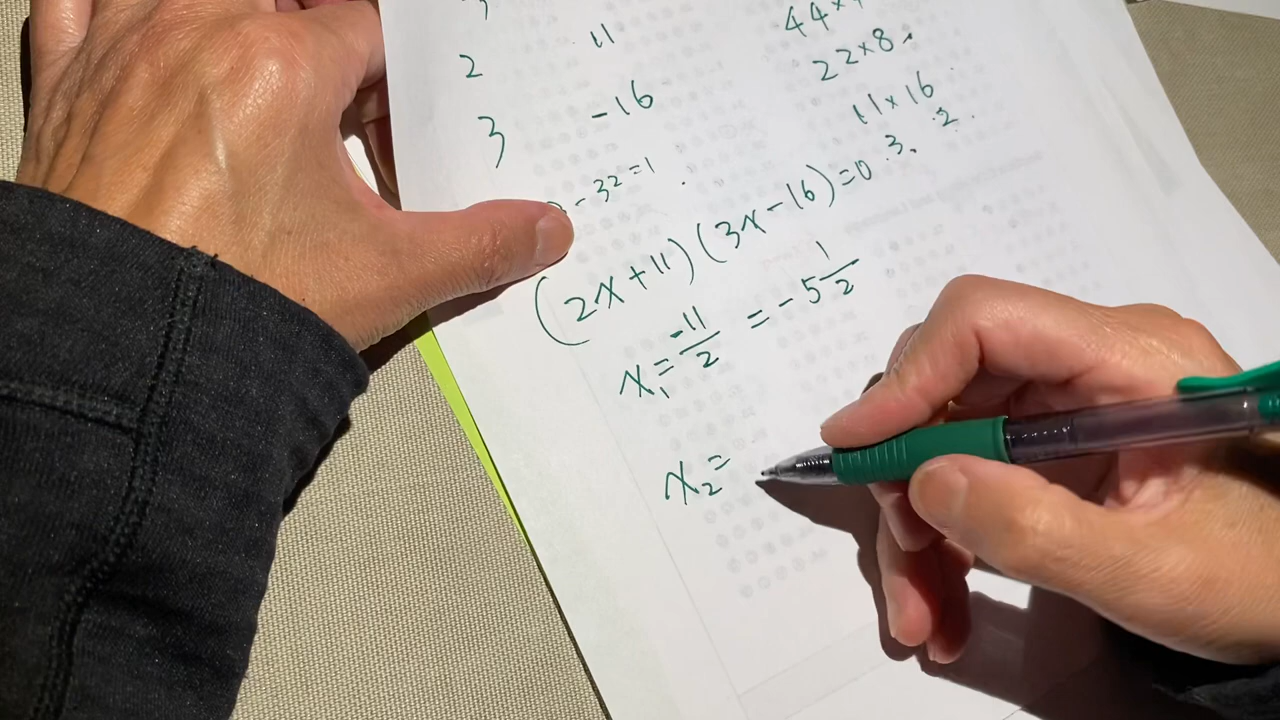 2 11 22×8
3 -16 11×16
- 32 = 1 3. 2.
(2x+11)(3x-16)=0
x₁ = -11/2 = -5 1/2
x₂ =